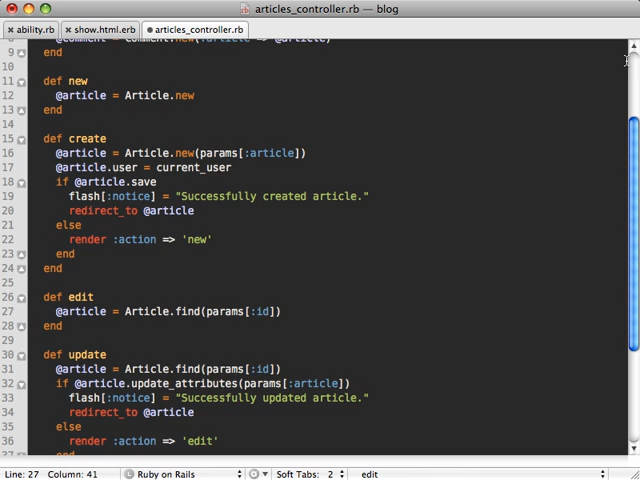 articles_controller.rb — blog
ability.rb show.html.erb articles_controller.rb
9 end
10
11 def new
12 @article = Article.new
13 end
14
15 def create
16 @article = Article.new(params[:article])
17 @article.user = current_user
18 if @article.save
19 flash[:notice] = "Successfully created article."
20 redirect_to @article
21 else
22 render :action => 'new'
23 end
24 end
25
26 def edit
27 @article = Article.find(params[:id])
28 end
29
30 def update
31 @article = Article.find(params[:id])
32 if @article.update_attributes(params[:article])
33 flash[:notice] = "Successfully updated article."
34 redirect_to @article
35 else
36 render :action => 'edit'
Line: 27 Column: 41 L Ruby on Rails Soft Tabs: 2 edit